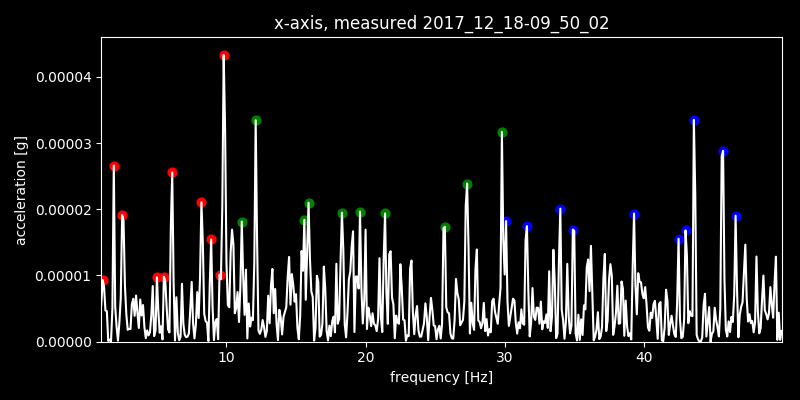 x-axis, measured 2017_12_18-09_50_02
0.00004
0.00003
0.00002
0.00001
0.00000
acceleration [g]
10 20 30 40
frequency [Hz]